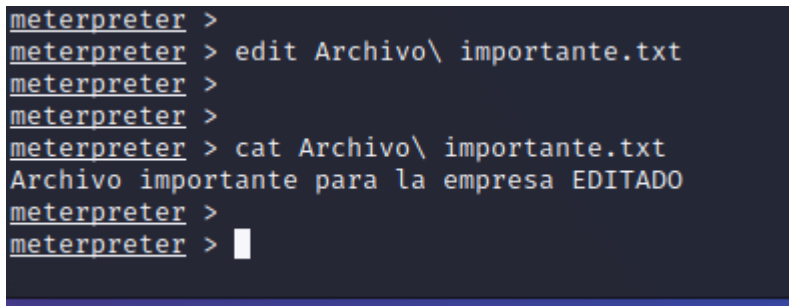 meterpreter >
meterpreter > edit Archivo\ importante.txt
meterpreter >
meterpreter >
meterpreter > cat Archivo\ importante.txt
Archivo importante para la empresa EDITADO
meterpreter >
meterpreter >